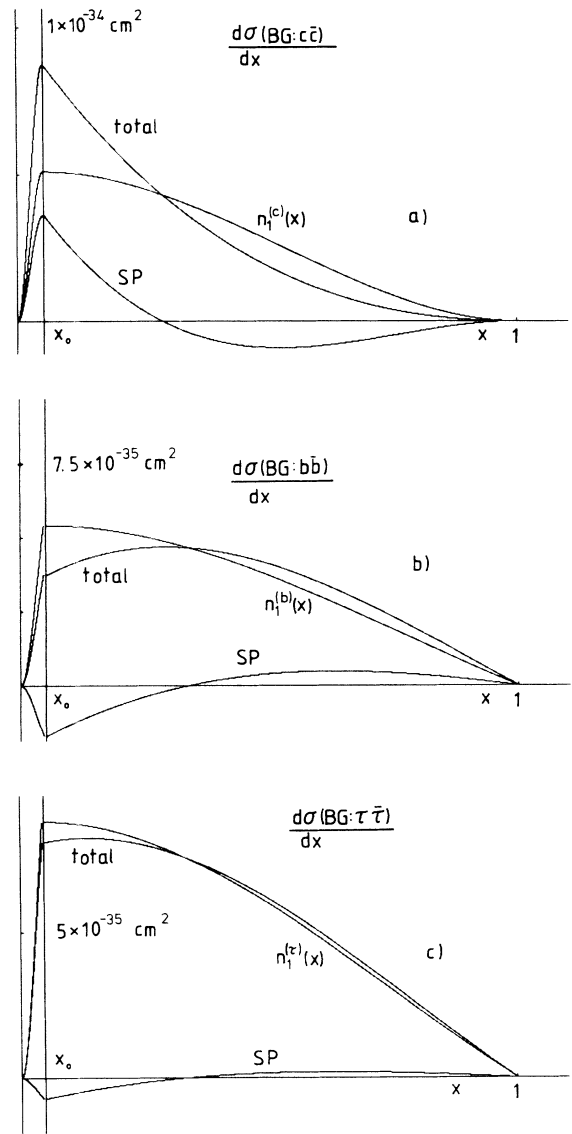 1×10⁻³⁴ cm²
dσ(BG:cc̄)
dx
total
n₁⁽ᶜ⁾(x)
a)
SP
x₀
x
1
7.5×10⁻³⁵ cm²
dσ(BG:bb̄)
dx
b)
total
n₁⁽ᵇ⁾(x)
SP
x₀
x
1
dσ(BG:ττ̄)
dx
total
5×10⁻³⁵ cm²
n₁⁽τ⁾(x)
c)
x₀
SP
x
1